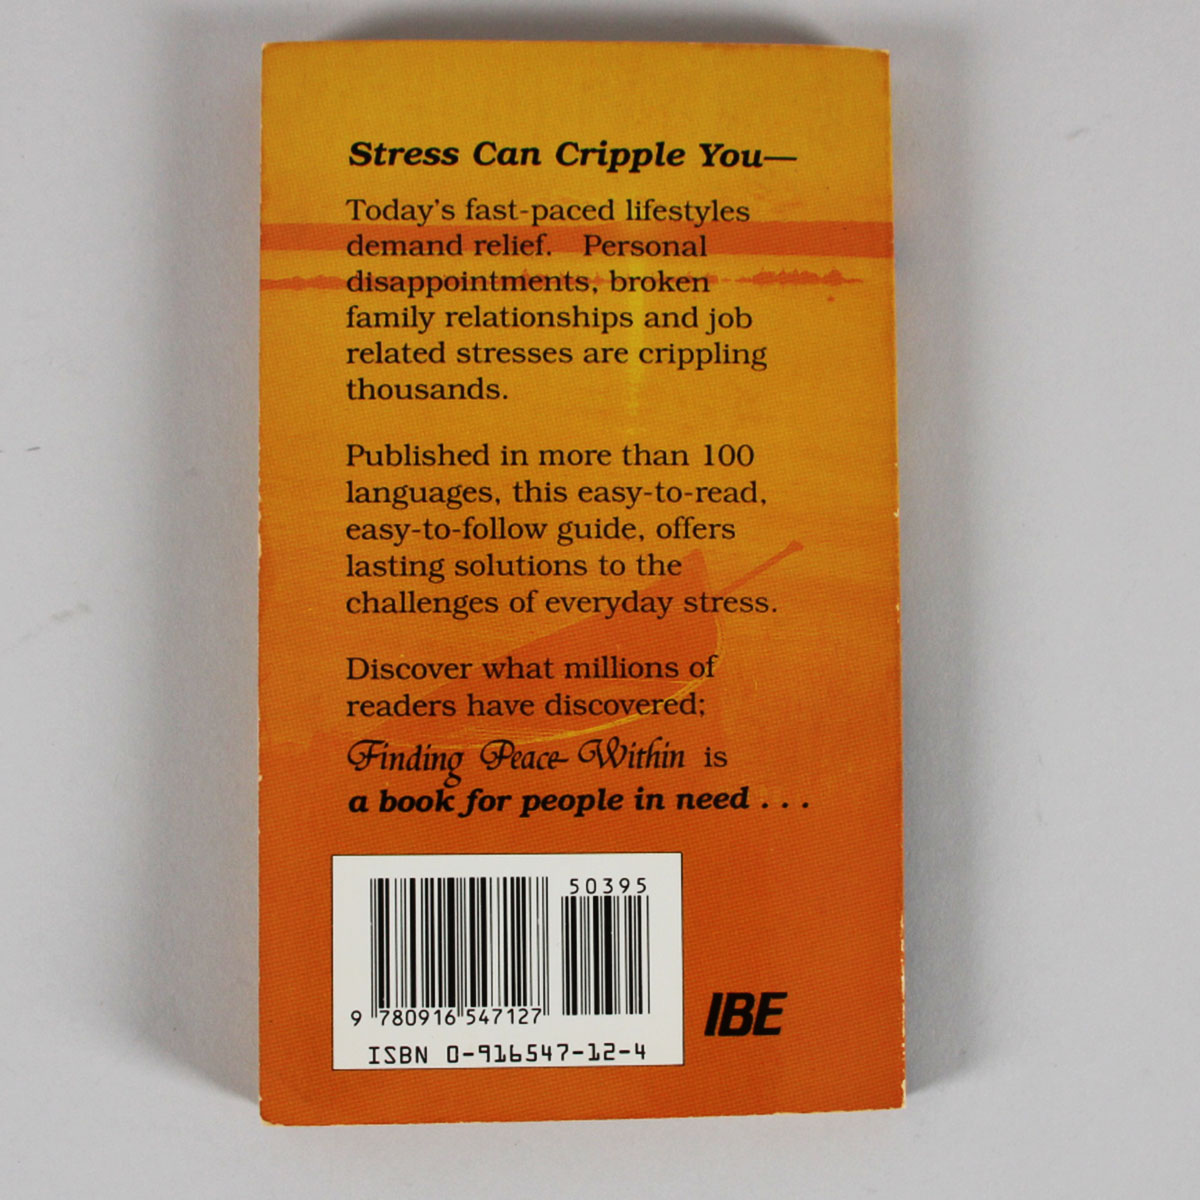 Stress Can Cripple You—
Today's fast-paced lifestyles
demand relief. Personal
disappointments, broken
family relationships and job
related stresses are crippling
thousands.
Published in more than 100
languages, this easy-to-read,
easy-to-follow guide, offers
lasting solutions to the
challenges of everyday stress.
Discover what millions of
readers have discovered;
Finding Peace Within is
a book for people in need . . .
50395
9 780916 547127
ISBN 0-916547-12-4
IBE